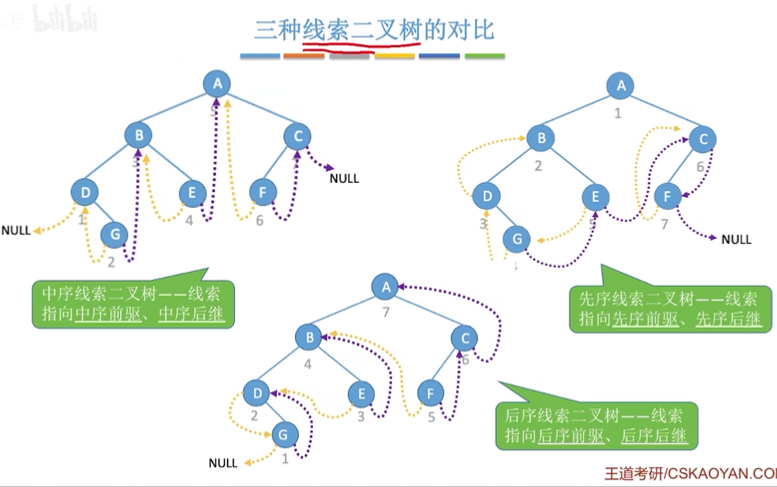 bilibili
三种线索二叉树的对比
A
5
B
3
C
D
1
E
4
F
6
G
2
NULL
NULL
中序线索二叉树——线索
指向中序前驱、中序后继
A
1
B
2
C
6
D
3
E
5
F
7
G
NULL
先序线索二叉树——线索
指向先序前驱、先序后继
A
7
B
4
C
6
D
2
E
3
F
5
G
1
NULL
后序线索二叉树——线索
指向后序前驱、后序后继
王道考研/CSKAOYAN.COM